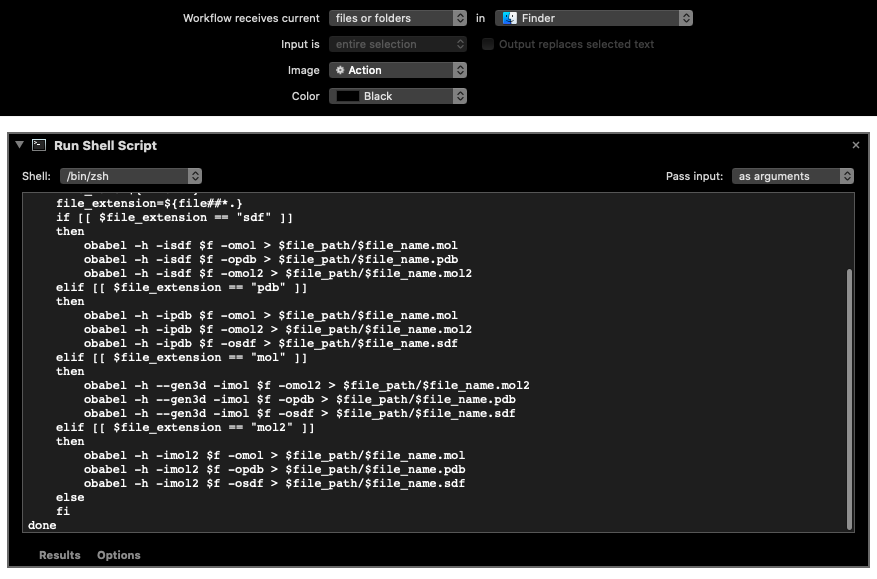 Workflow receives current files or folders in Finder
Input is entire selection Output replaces selected text
Image Action
Color Black
Run Shell Script
Shell: /bin/zsh Pass input: as arguments
file_extension=${file##*.}
if [[ $file_extension == "sdf" ]]
then
obabel -h -isdf $f -omol > $file_path/$file_name.mol
obabel -h -isdf $f -opdb > $file_path/$file_name.pdb
obabel -h -isdf $f -omol2 > $file_path/$file_name.mol2
elif [[ $file_extension == "pdb" ]]
then
obabel -h -ipdb $f -omol > $file_path/$file_name.mol
obabel -h -ipdb $f -omol2 > $file_path/$file_name.mol2
obabel -h -ipdb $f -osdf > $file_path/$file_name.sdf
elif [[ $file_extension == "mol" ]]
then
obabel -h --gen3d -imol $f -omol2 > $file_path/$file_name.mol2
obabel -h --gen3d -imol $f -opdb > $file_path/$file_name.pdb
obabel -h --gen3d -imol $f -osdf > $file_path/$file_name.sdf
elif [[ $file_extension == "mol2" ]]
then
obabel -h -imol2 $f -omol > $file_path/$file_name.mol
obabel -h -imol2 $f -opdb > $file_path/$file_name.pdb
obabel -h -imol2 $f -osdf > $file_path/$file_name.sdf
else
fi
done
Results Options